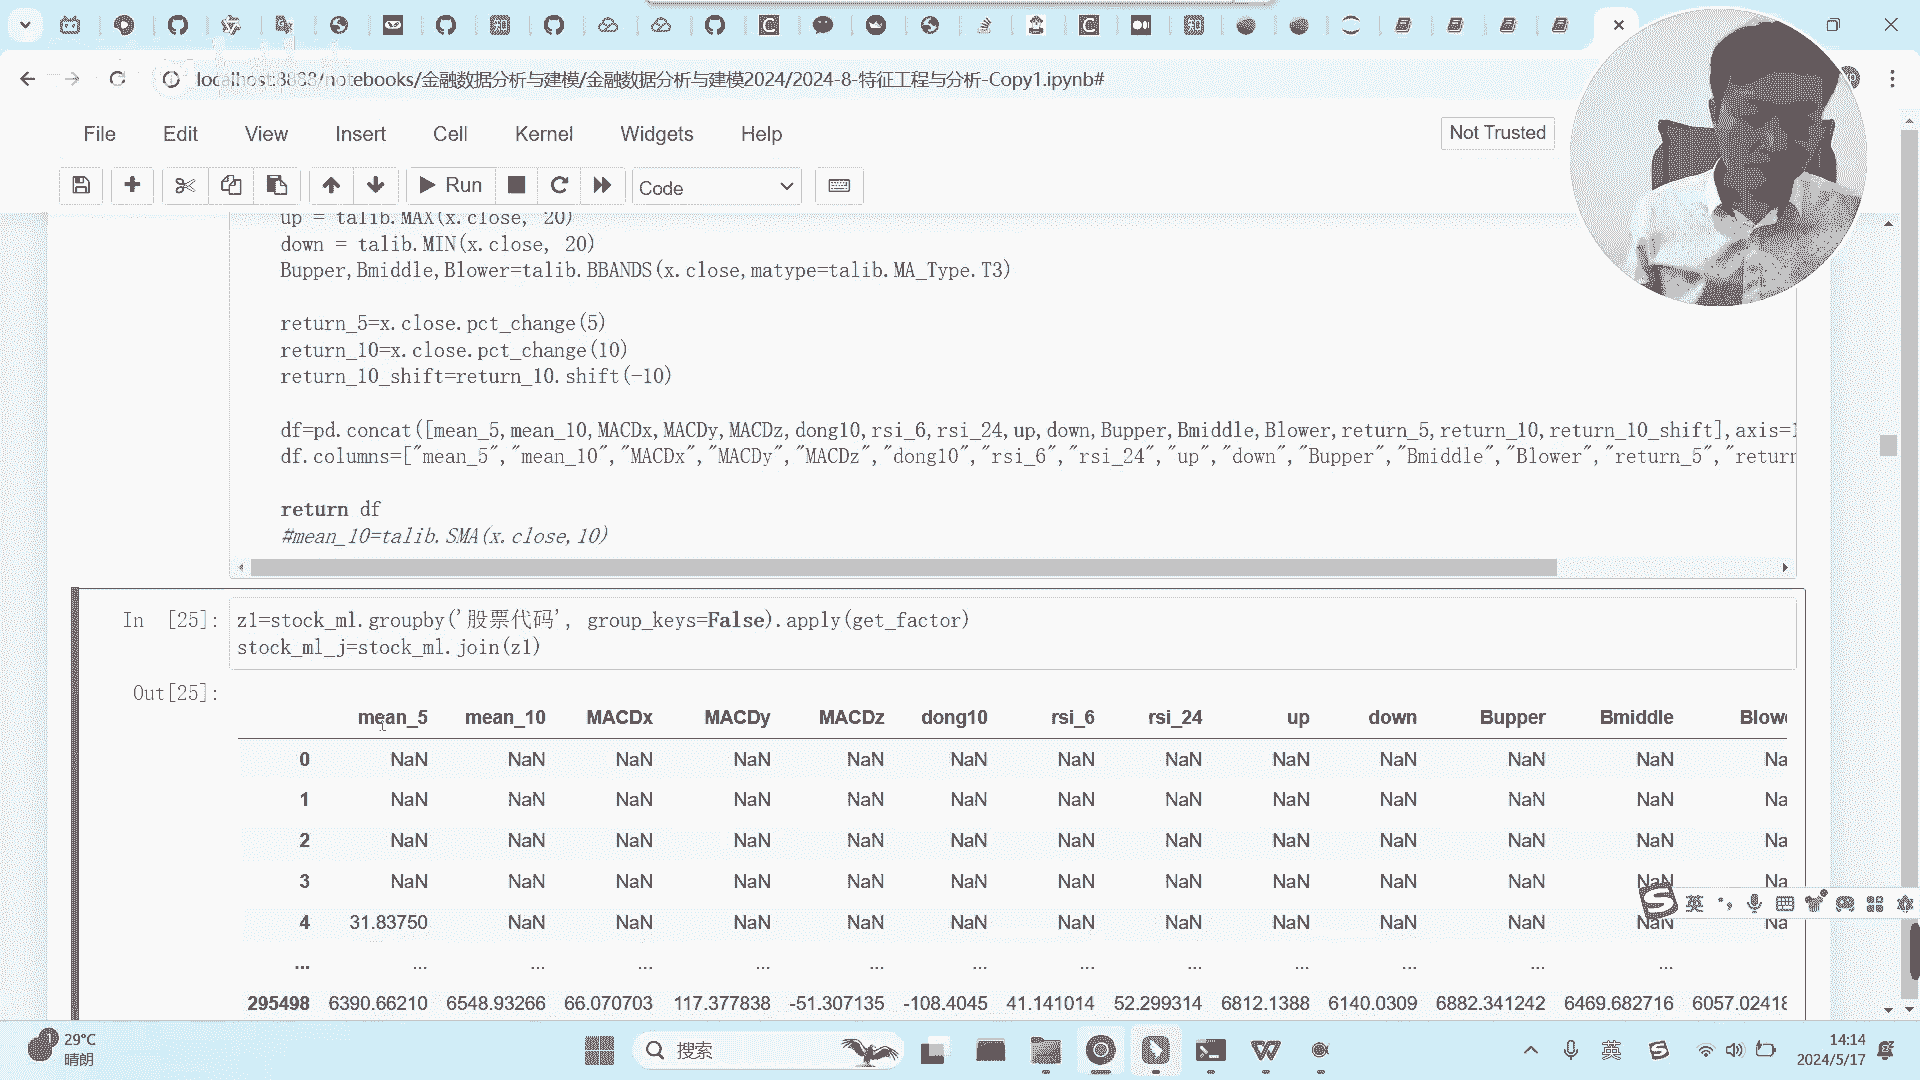 localhost:8888/notebooks/金融数据分析与建模/金融数据分析与建模2024/2024-8-特征工程与分析-Copy1.ipynb#
File Edit View Insert Cell Kernel Widgets Help
Not Trusted
Run
Code
up = talib.MAX(x.close, 20)
down = talib.MIN(x.close, 20)
Bupper,Bmiddle,Blower=talib.BBANDS(x.close,matype=talib.MA_Type.T3)
return_5=x.close.pct_change(5)
return_10=x.close.pct_change(10)
return_10_shift=return_10.shift(-10)
df=pd.concat([mean_5,mean_10,MACDx,MACDy,MACDz,dong10,rsi_6,rsi_24,up,down,Bupper,Bmiddle,Blower,return_5,return_10,return_10_shift],axis=1
df.columns=["mean_5","mean_10","MACDx","MACDy","MACDz","dong10","rsi_6","rsi_24","up","down","Bupper","Bmiddle","Blower","return_5","return
return df
#mean_10=talib.SMA(x.close,10)
In [25]: z1=stock_ml.groupby('股票代码', group_keys=False).apply(get_factor)
stock_ml_j=stock_ml.join(z1)
Out[25]:
mean_5 mean_10 MACDx MACDy MACDz dong10 rsi_6 rsi_24 up down Bupper Bmiddle Blowe
0 NaN NaN NaN NaN NaN NaN NaN NaN NaN NaN NaN NaN Na
1 NaN NaN NaN NaN NaN NaN NaN NaN NaN NaN NaN NaN Na
2 NaN NaN NaN NaN NaN NaN NaN NaN NaN NaN NaN NaN Na
3 NaN NaN NaN NaN NaN NaN NaN NaN NaN NaN NaN NaN Na
4 31.83750 NaN NaN NaN NaN NaN NaN NaN NaN NaN NaN NaN Na
... ... ... ... ... ... ... ... ... ... ... ... ...
295498 6390.66210 6548.93266 66.070703 117.377838 -51.307135 -108.4045 41.141014 52.299314 6812.1388 6140.0309 6882.341242 6469.682716 6057.02418
英
29°C
晴朗
搜索
英
14:14
2024/5/17